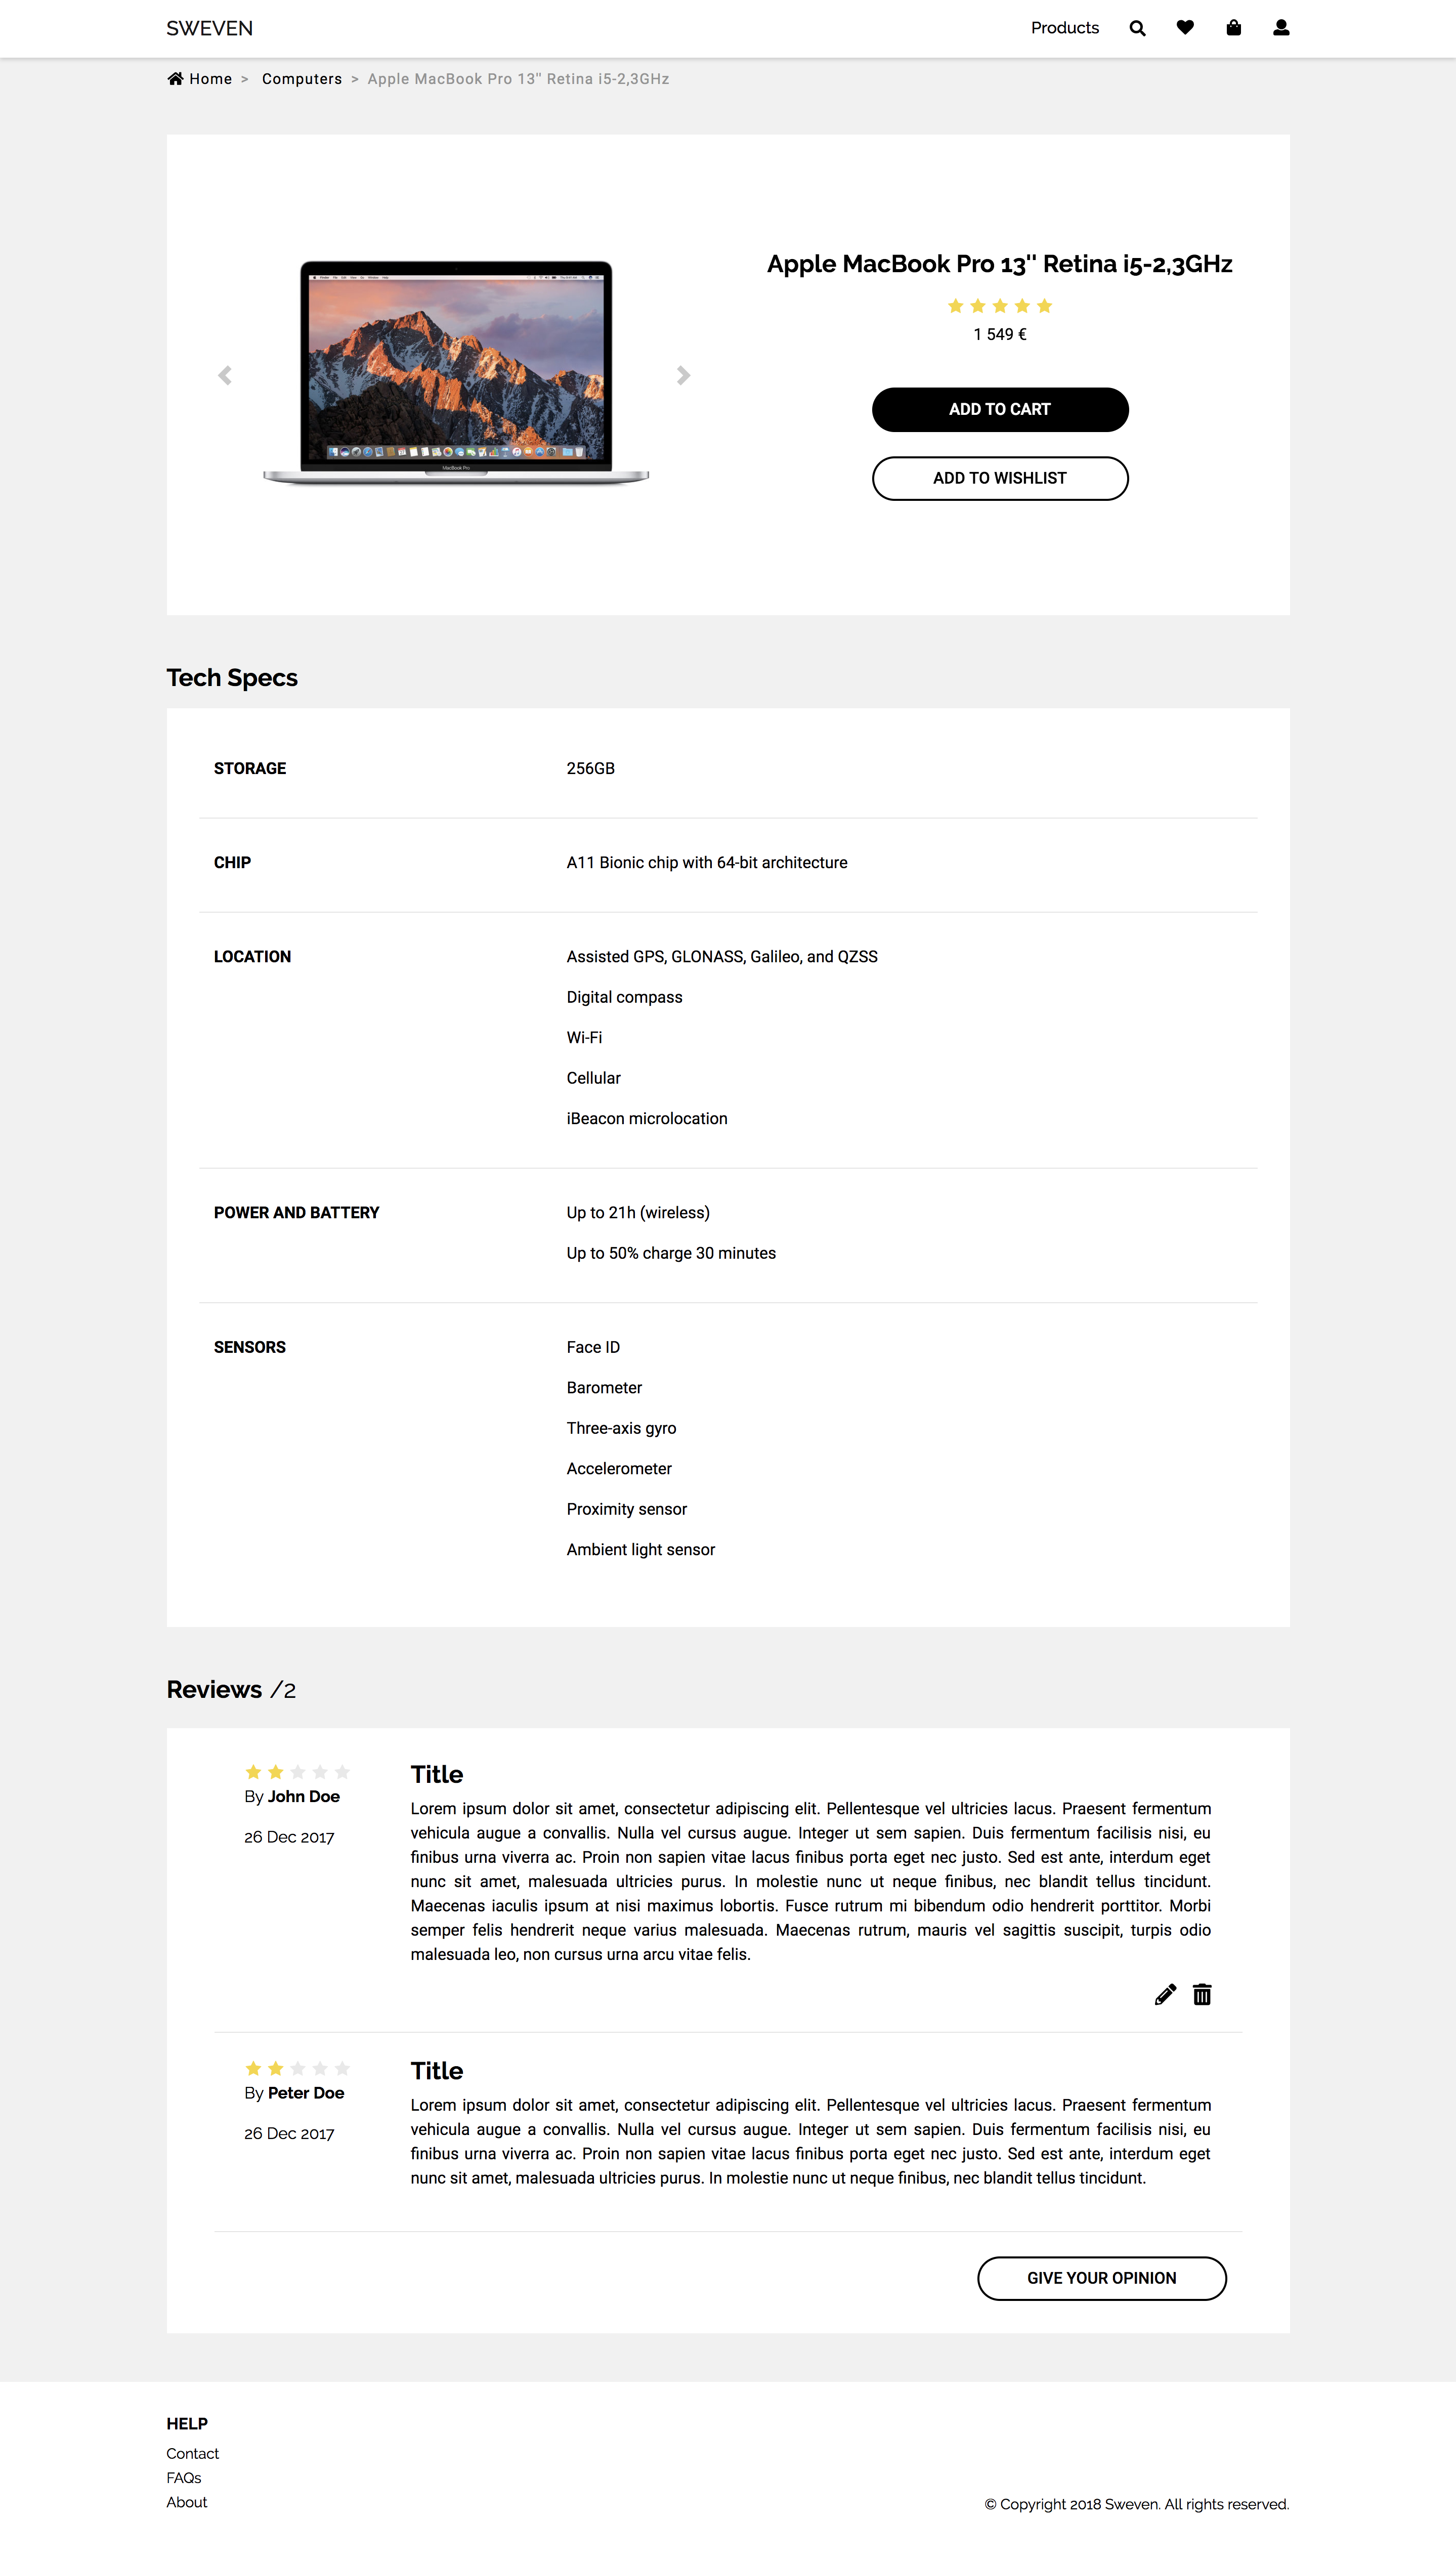 SWEVEN
Products
Home > Computers > Apple MacBook Pro 13" Retina i5-2,3GHz
Apple MacBook Pro 13" Retina i5-2,3GHz
1 549 €
ADD TO CART
ADD TO WISHLIST
MacBook Pro
Tech Specs
STORAGE
256GB
CHIP
A11 Bionic chip with 64-bit architecture
LOCATION
Assisted GPS, GLONASS, Galileo, and QZSS
Digital compass
Wi-Fi
Cellular
iBeacon microlocation
POWER AND BATTERY
Up to 21h (wireless)
Up to 50% charge 30 minutes
SENSORS
Face ID
Barometer
Three-axis gyro
Accelerometer
Proximity sensor
Ambient light sensor
Reviews /2
By John Doe
26 Dec 2017
Title
Lorem ipsum dolor sit amet, consectetur adipiscing elit. Pellentesque vel ultricies lacus. Praesent fermentum
vehicula augue a convallis. Nulla vel cursus augue. Integer ut sem sapien. Duis fermentum facilisis nisi, eu
finibus urna viverra ac. Proin non sapien vitae lacus finibus porta eget nec justo. Sed est ante, interdum eget
nunc sit amet, malesuada ultricies purus. In molestie nunc ut neque finibus, nec blandit tellus tincidunt.
Maecenas iaculis ipsum at nisi maximus lobortis. Fusce rutrum mi bibendum odio hendrerit porttitor. Morbi
semper felis hendrerit neque varius malesuada. Maecenas rutrum, mauris vel sagittis suscipit, turpis odio
malesuada leo, non cursus urna arcu vitae felis.
By Peter Doe
26 Dec 2017
Title
Lorem ipsum dolor sit amet, consectetur adipiscing elit. Pellentesque vel ultricies lacus. Praesent fermentum
vehicula augue a convallis. Nulla vel cursus augue. Integer ut sem sapien. Duis fermentum facilisis nisi, eu
finibus urna viverra ac. Proin non sapien vitae lacus finibus porta eget nec justo. Sed est ante, interdum eget
nunc sit amet, malesuada ultricies purus. In molestie nunc ut neque finibus, nec blandit tellus tincidunt.
GIVE YOUR OPINION
HELP
Contact
FAQs
About
© Copyright 2018 Sweven. All rights reserved.